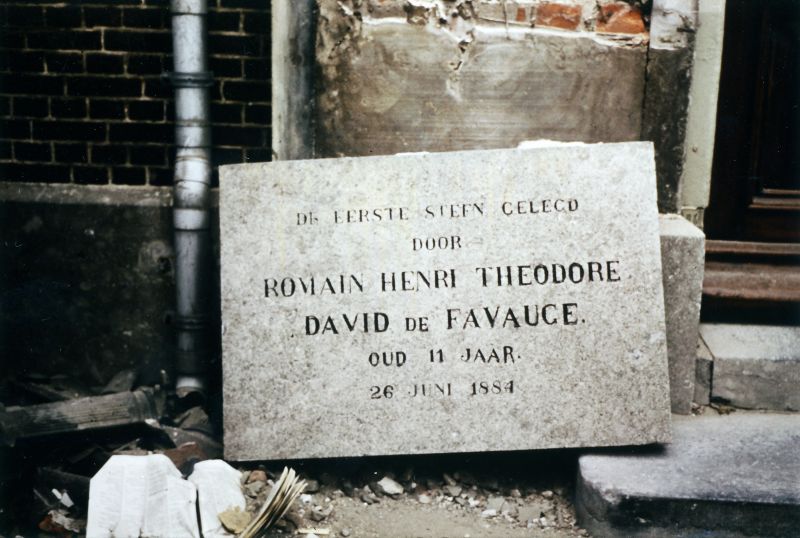 DE EERSTE STEEN GELEGD
DOOR
ROMAIN HENRI THEODORE
DAVID DE FAVAUGE.
OUD 11 JAAR.
26 JUNI 1884